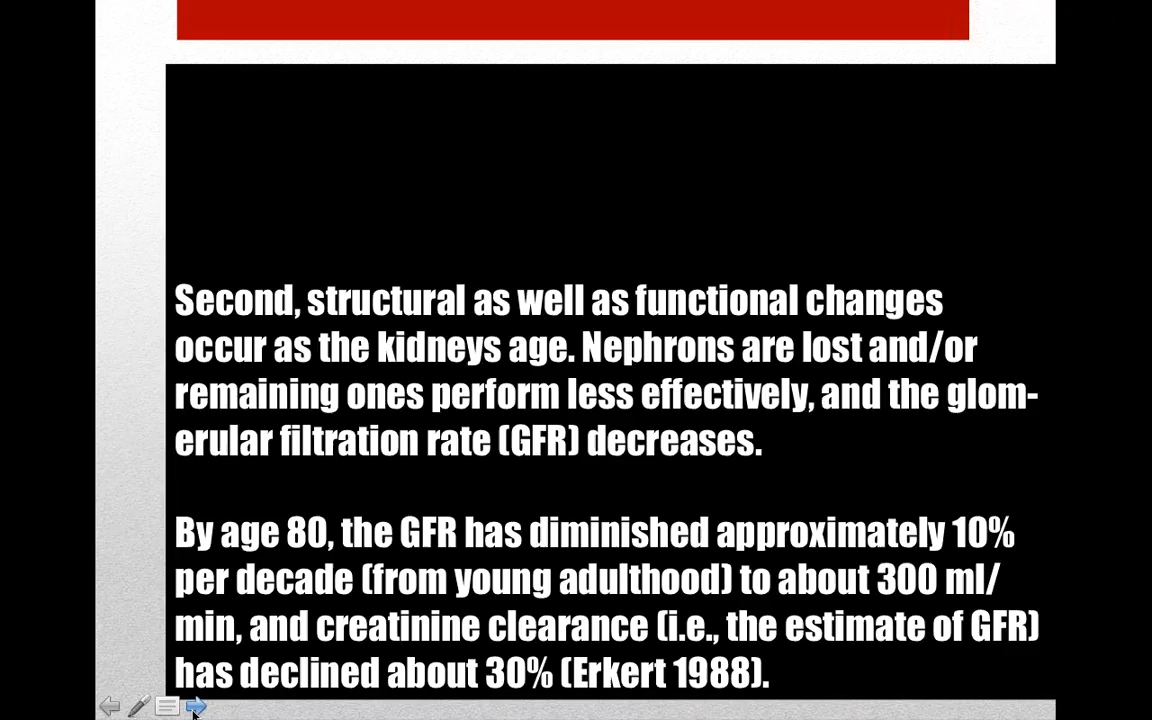 Second, structural as well as functional changes
occur as the kidneys age. Nephrons are lost and/or
remaining ones perform less effectively, and the glom-
erular filtration rate (GFR) decreases.
By age 80, the GFR has diminished approximately 10%
per decade (from young adulthood) to about 300 ml/
min, and creatinine clearance (i.e., the estimate of GFR)
has declined about 30% (Erkert 1988).